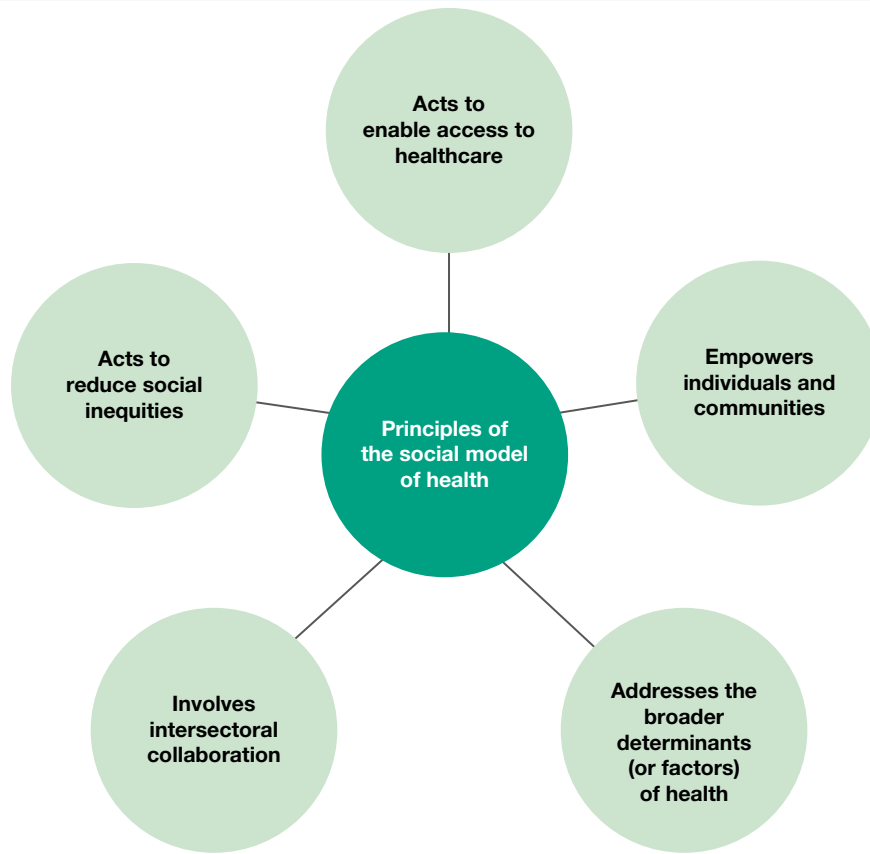 Acts to
enable access to
healthcare
Acts to
reduce social
inequities
Empowers
individuals and
communities
Principles of
the social model
of health
Involves
intersectoral
collaboration
Addresses the
broader
determinants
(or factors)
of health